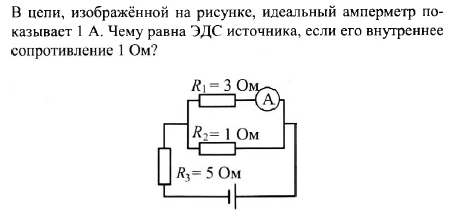 В цепи, изображённой на рисунке, идеальный амперметр по-
казывает 1 А. Чему равна ЭДС источника, если его внутреннее
сопротивление 1 Ом?
R₁= 3 Ом
А
R₂= 1 Ом
R₃= 5 Ом